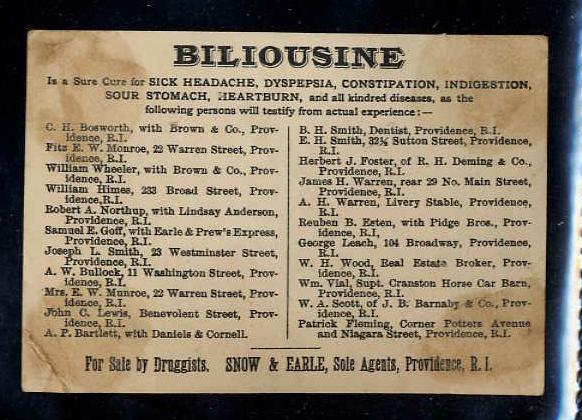 BILIOUSINE
Is a Sure Cure for SICK HEADACHE, DYSPEPSIA, CONSTIPATION, INDIGESTION,
SOUR STOMACH, HEARTBURN, and all kindred diseases, as the
following persons will testify from actual experience:—
C. H. Bosworth, with Brown & Co., Prov-
idence, R.I.
Fitz E. W. Monroe, 22 Warren Street, Prov-
idence, R.I.
William Wheeler, with Brown & Co., Prov-
idence, R.I.
William Himes, 233 Broad Street, Prov-
idence, R.I.
Robert A. Northup, with Lindsay Anderson,
Providence, R.I.
Samuel E. Goff, with Earle & Prew's Express,
Providence, R.I.
Joseph L. Smith, 23 Westminster Street,
Providence, R.I.
A. W. Bullock, 11 Washington Street, Prov-
idence, R.I.
Mrs. E. W. Munroe, 22 Warren Street, Prov-
idence, R.I.
John C. Lewis, Benevolent Street, Prov-
idence, R.I.
A. P. Bartlett, with Daniels & Cornell.
B. H. Smith, Dentist, Providence, R.I.
E. H. Smith, 32½ Sutton Street, Providence,
R.I.
Herbert J. Foster, of R. H. Deming & Co.,
Providence, R.I.
James H. Warren, rear 29 No. Main Street,
Providence, R.I.
A. H. Warren, Livery Stable, Providence,
R.I.
Reuben B. Esten, with Pidge Bros., Prov-
idence, R.I.
George Leach, 104 Broadway, Providence,
R.I.
W. H. Wood, Real Estate Broker, Prov-
idence, R.I.
Wm. Vial, Supt. Cranston Horse Car Barn,
Providence, R.I.
W. A. Scott, of J. B. Barnaby & Co., Prov-
idence, R.I.
Patrick Fleming, Corner Potters Avenue
and Niagara Street, Providence, R.I.
For Sale by Druggists. SNOW & EARLE, Sole Agents, Providence, R. I.